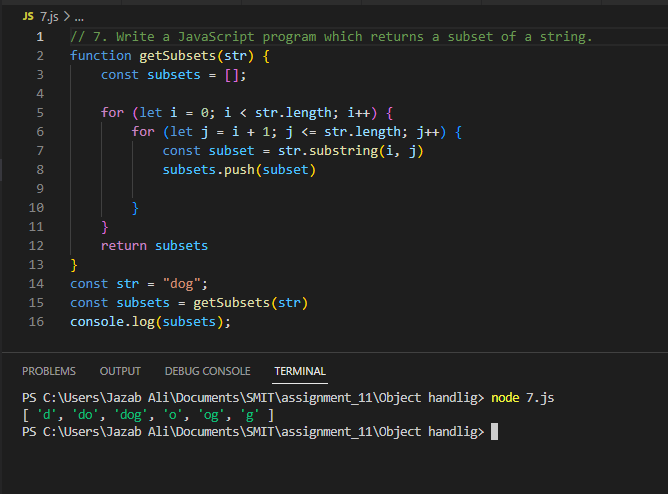 JS 7.js > ...
1 // 7. Write a JavaScript program which returns a subset of a string.
2 function getSubsets(str) {
3     const subsets = [];
4
5     for (let i = 0; i < str.length; i++) {
6         for (let j = i + 1; j <= str.length; j++) {
7             const subset = str.substring(i, j)
8             subsets.push(subset)
9
10         }
11     }
12     return subsets
13 }
14 const str = "dog";
15 const subsets = getSubsets(str)
16 console.log(subsets);
PROBLEMS OUTPUT DEBUG CONSOLE TERMINAL
PS C:\Users\Jazab Ali\Documents\SMIT\assignment_11\Object handlig> node 7.js
[ 'd', 'do', 'dog', 'o', 'og', 'g' ]
PS C:\Users\Jazab Ali\Documents\SMIT\assignment_11\Object handlig>